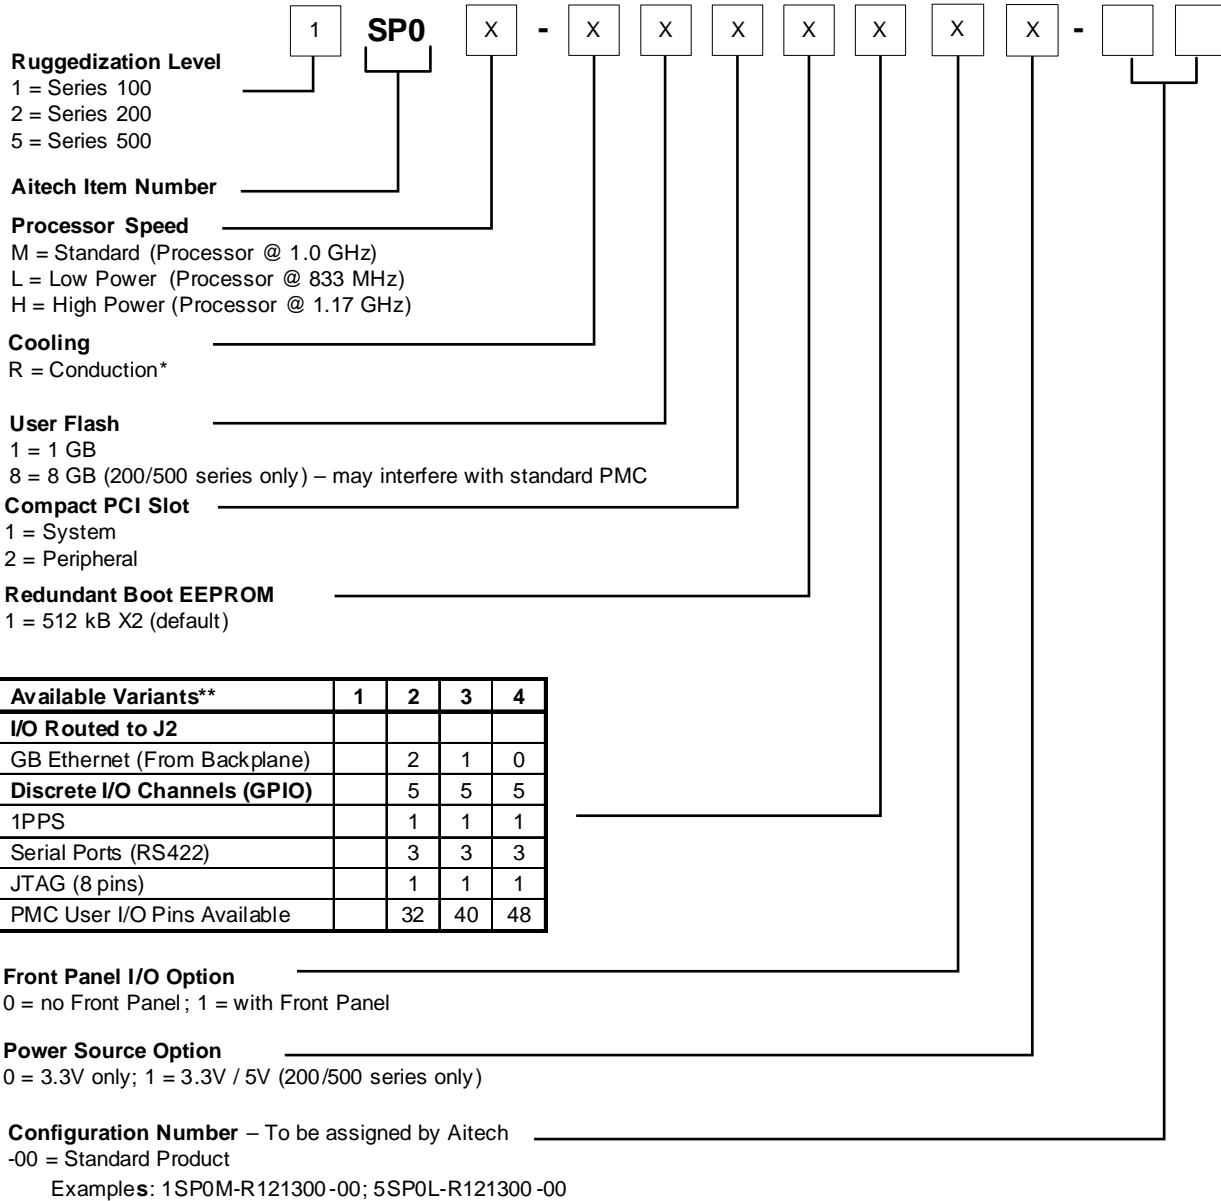 1 SP0 X - X X X X X X X -
Ruggedization Level
1 = Series 100
2 = Series 200
5 = Series 500
Aitech Item Number
Processor Speed
M = Standard (Processor @ 1.0 GHz)
L = Low Power (Processor @ 833 MHz)
H = High Power (Processor @ 1.17 GHz)
Cooling
R = Conduction*
User Flash
1 = 1 GB
8 = 8 GB (200/500 series only) – may interfere with standard PMC
Compact PCI Slot
1 = System
2 = Peripheral
Redundant Boot EEPROM
1 = 512 kB X2 (default)
Available Variants** 1 2 3 4
I/O Routed to J2
GB Ethernet (From Backplane) 2 1 0
Discrete I/O Channels (GPIO) 5 5 5
1PPS 1 1 1
Serial Ports (RS422) 3 3 3
JTAG (8 pins) 1 1 1
PMC User I/O Pins Available 32 40 48
Front Panel I/O Option
0 = no Front Panel; 1 = with Front Panel
Power Source Option
0 = 3.3V only; 1 = 3.3V / 5V (200/500 series only)
Configuration Number – To be assigned by Aitech
-00 = Standard Product
Examples: 1SP0M-R121300-00; 5SP0L-R121300-00